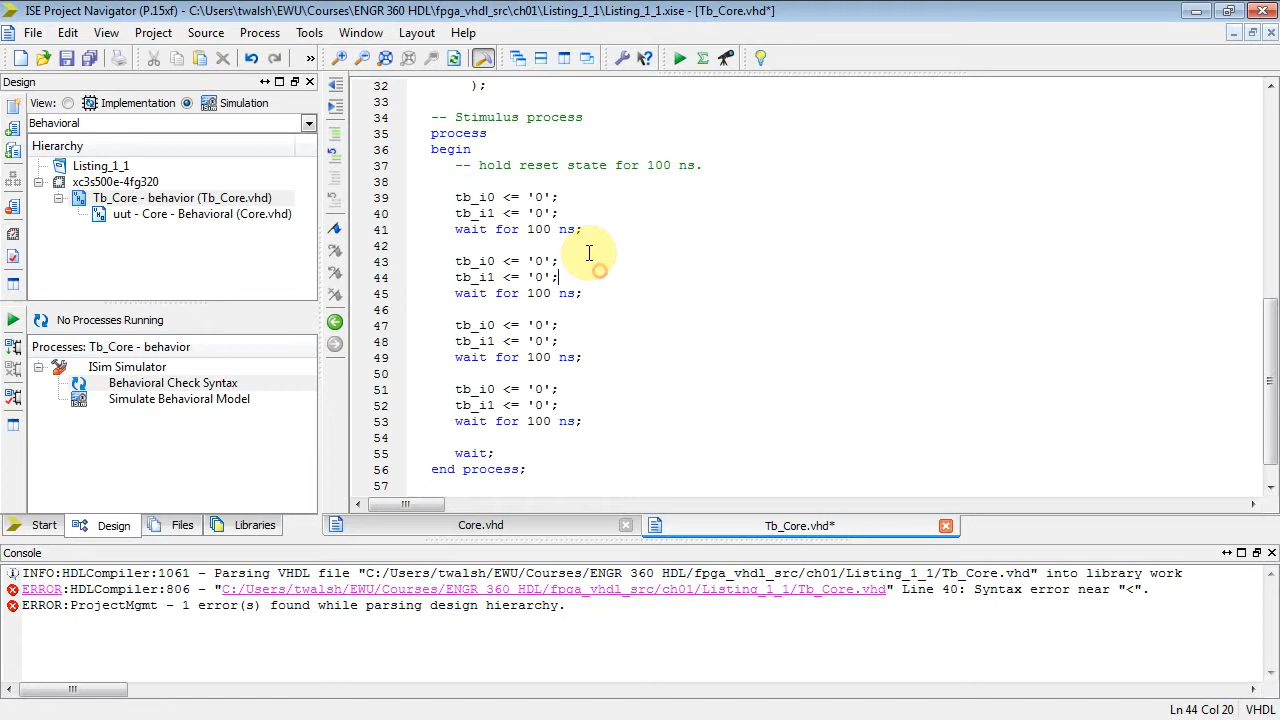 ISE Project Navigator (P.15xf) - C:\Users\twalsh\EWU\Courses\ENGR 360 HDL\fpga_vhdl_src\ch01\Listing_1_1\Listing_1_1.xise - [Tb_Core.vhd*]
File Edit View Project Source Process Tools Window Layout Help
Design
View: Implementation Simulation
Behavioral
Hierarchy
Listing_1_1
xc3s500e-4fg320
Tb_Core - behavior (Tb_Core.vhd)
uut - Core - Behavioral (Core.vhd)
No Processes Running
Processes: Tb_Core - behavior
ISim Simulator
Behavioral Check Syntax
Simulate Behavioral Model
Start Design Files Libraries
32 );
33
34 -- Stimulus process
35 process
36 begin
37 -- hold reset state for 100 ns.
38
39 tb_i0 <= '0';
40 tb_i1 <= '0';
41 wait for 100 ns;
42
43 tb_i0 <= '0';
44 tb_i1 <= '0';
45 wait for 100 ns;
46
47 tb_i0 <= '0';
48 tb_i1 <= '0';
49 wait for 100 ns;
50
51 tb_i0 <= '0';
52 tb_i1 <= '0';
53 wait for 100 ns;
54
55 wait;
56 end process;
57
Core.vhd Tb_Core.vhd*
Console
INFO:HDLCompiler:1061 - Parsing VHDL file "C:/Users/twalsh/EWU/Courses/ENGR 360 HDL/fpga_vhdl_src/ch01/Listing_1_1/Tb_Core.vhd" into library work
ERROR:HDLCompiler:806 - "C:/Users/twalsh/EWU/Courses/ENGR 360 HDL/fpga_vhdl_src/ch01/Listing_1_1/Tb_Core.vhd" Line 40: Syntax error near "<".
ERROR:ProjectMgmt - 1 error(s) found while parsing design hierarchy.
Ln 44 Col 20 VHDL